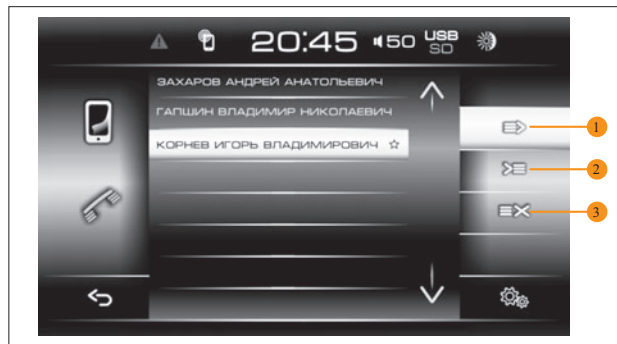 20:45 50 USB
SD
ЗАХАРОВ АНДРЕЙ АНАТОЛЬЕВИЧ
ГАПШИН ВЛАДИМИР НИКОЛАЕВИЧ
КОРНЕВ ИГОРЬ ВЛАДИМИРОВИЧ
1
2
3